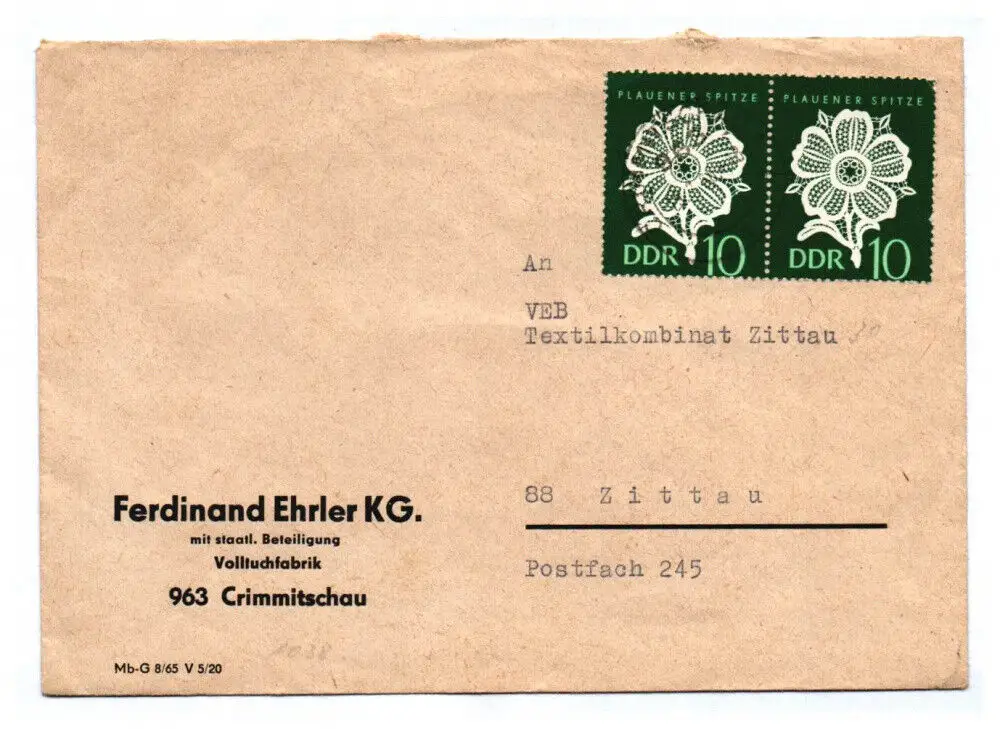 PLAUENER SPITZE
DDR 10
PLAUENER SPITZE
DDR 10
An
VEB
Textilkombinat Zittau
88 Zittau
Postfach 245
Ferdinand Ehrler KG.
mit staatl. Beteiligung
Volltuchfabrik
963 Crimmitschau
Mb-G 8/65 V 5/20